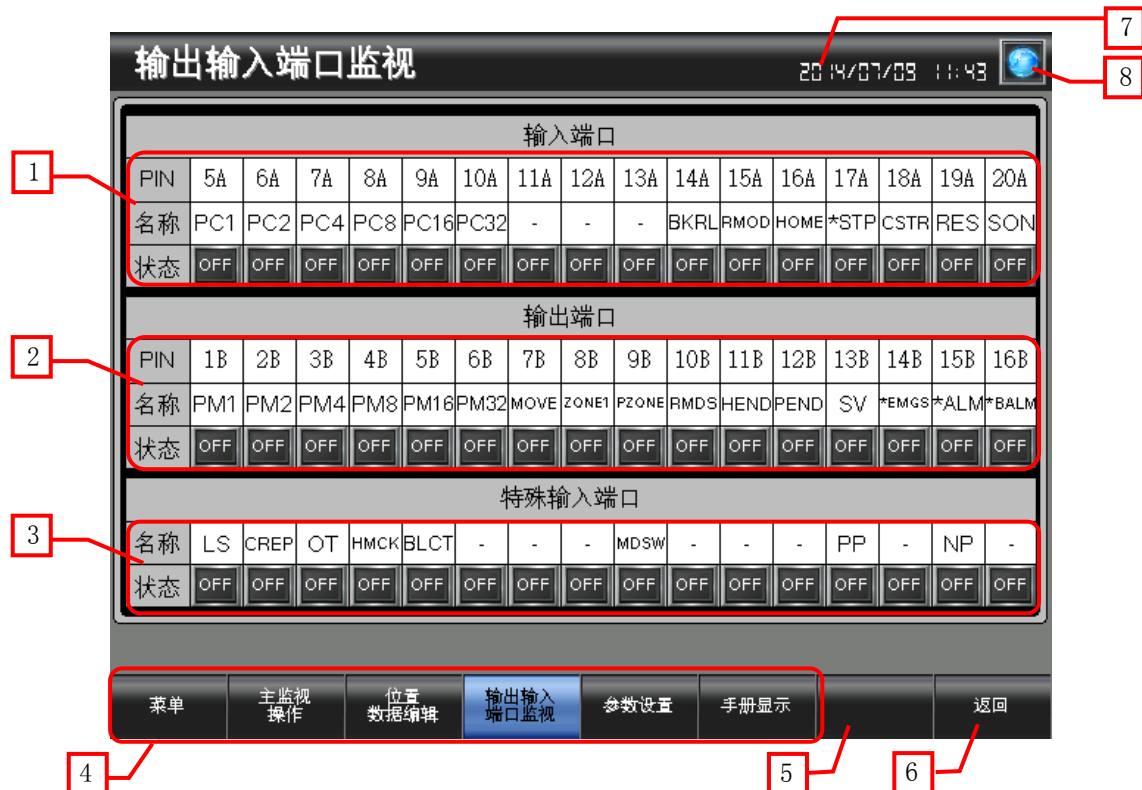 7
输出输入端口监视 2014/07/09 11:43
8
输入端口
1
PIN 5A 6A 7A 8A 9A 10A 11A 12A 13A 14A 15A 16A 17A 18A 19A 20A
名称 PC1 PC2 PC4 PC8 PC16 PC32 - - - BKRL RMOD HOME *STP CSTR RES SON
状态 OFF OFF OFF OFF OFF OFF OFF OFF OFF OFF OFF OFF OFF OFF OFF OFF
输出端口
2
PIN 1B 2B 3B 4B 5B 6B 7B 8B 9B 10B 11B 12B 13B 14B 15B 16B
名称 PM1 PM2 PM4 PM8 PM16 PM32 MOVE ZONE1 PZONE RMDS HEND PEND SV *EMGS *ALM *BALM
状态 OFF OFF OFF OFF OFF OFF OFF OFF OFF OFF OFF OFF OFF OFF OFF OFF
特殊输入端口
3
名称 LS CREP OT HMCK BLCT - - - MDSW - - - PP - NP -
状态 OFF OFF OFF OFF OFF OFF OFF OFF OFF OFF OFF OFF OFF OFF OFF OFF
菜单
主监视
操作
位置
数据编辑
输出输入
端口监视
参数设置
手册显示
返回
4
5
6